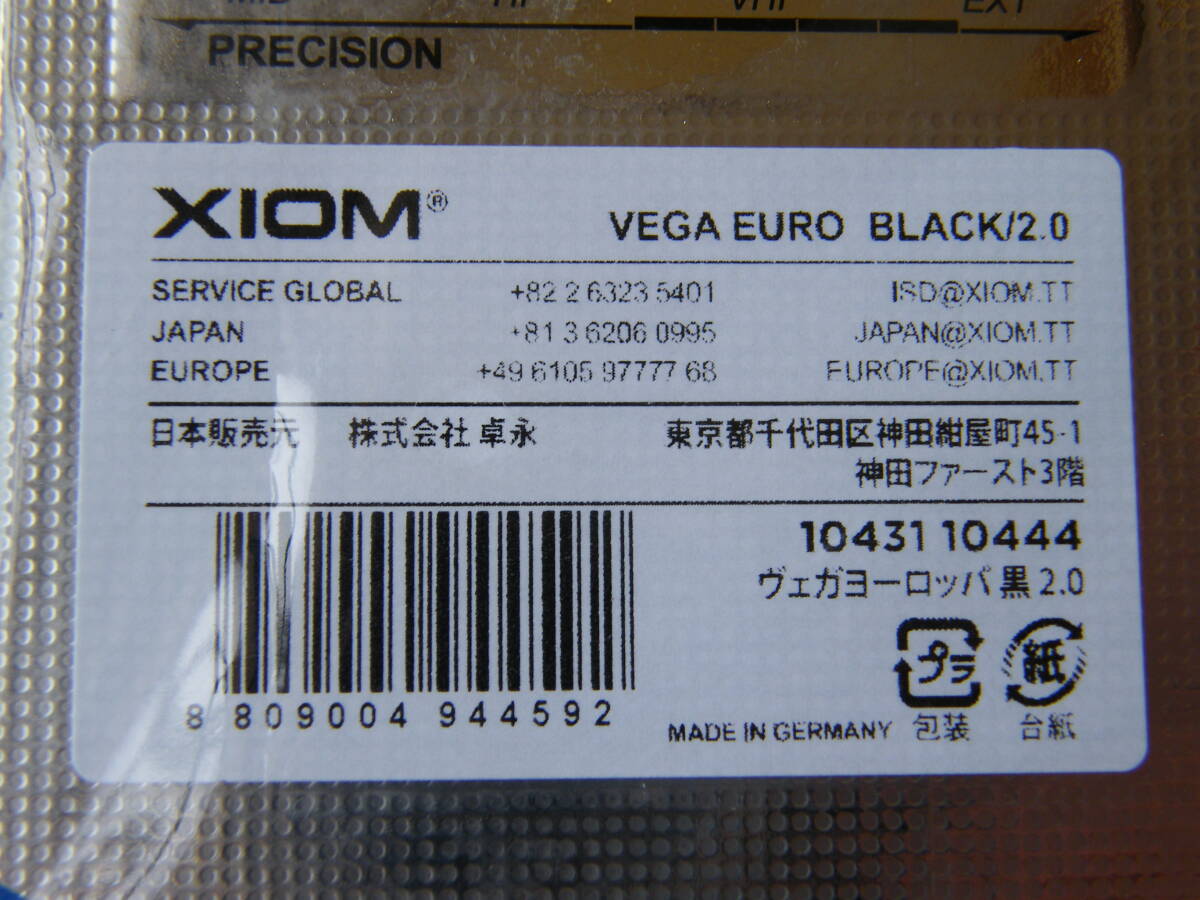 MID HI VHI EXT
PRECISION
XIOM® VEGA EURO BLACK/2.0
SERVICE GLOBAL +82 2 6323 5401 ISD@XIOM.TT
JAPAN +81 3 6206 0995 JAPAN@XIOM.TT
EUROPE +49 6105 97777 68 EUROPE@XIOM.TT
日本販売元 株式会社 卓永 東京都千代田区神田紺屋町45-1
神田ファースト3階
10431 10444
ヴェガヨーロッパ 黒 2.0
プラ 紙
8 809004 944592
MADE IN GERMANY 包装 台紙